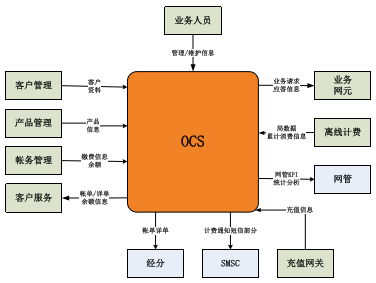 业务人员
管理/维护信息
客户管理
客户
资料
业务请求
应答信息
业务
网元
产品管理
产品
信息
OCS
局数据
累计消费信息
离线计费
帐务管理
缴费信息
余额
网管KPI
统计分析
网管
客户服务
帐单/详单
余额信息
充值信息
帐单详单
计费通知短信部分
经分
SMSC
充值网关